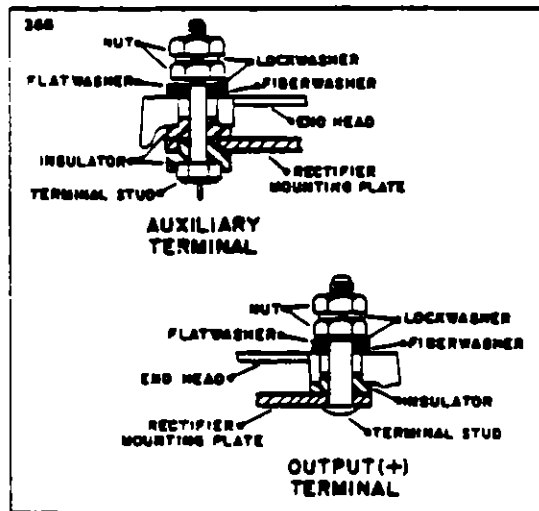 366
NUT
LOCKWASHER
FLATWASHER
FIBERWASHER
END HEAD
INSULATOR
RECTIFIER
MOUNTING PLATE
TERMINAL STUD
AUXILIARY
TERMINAL
NUT
LOCKWASHER
FLATWASHER
FIBERWASHER
END HEAD
INSULATOR
RECTIFIER
MOUNTING PLATE
TERMINAL STUD
OUTPUT(+)
TERMINAL